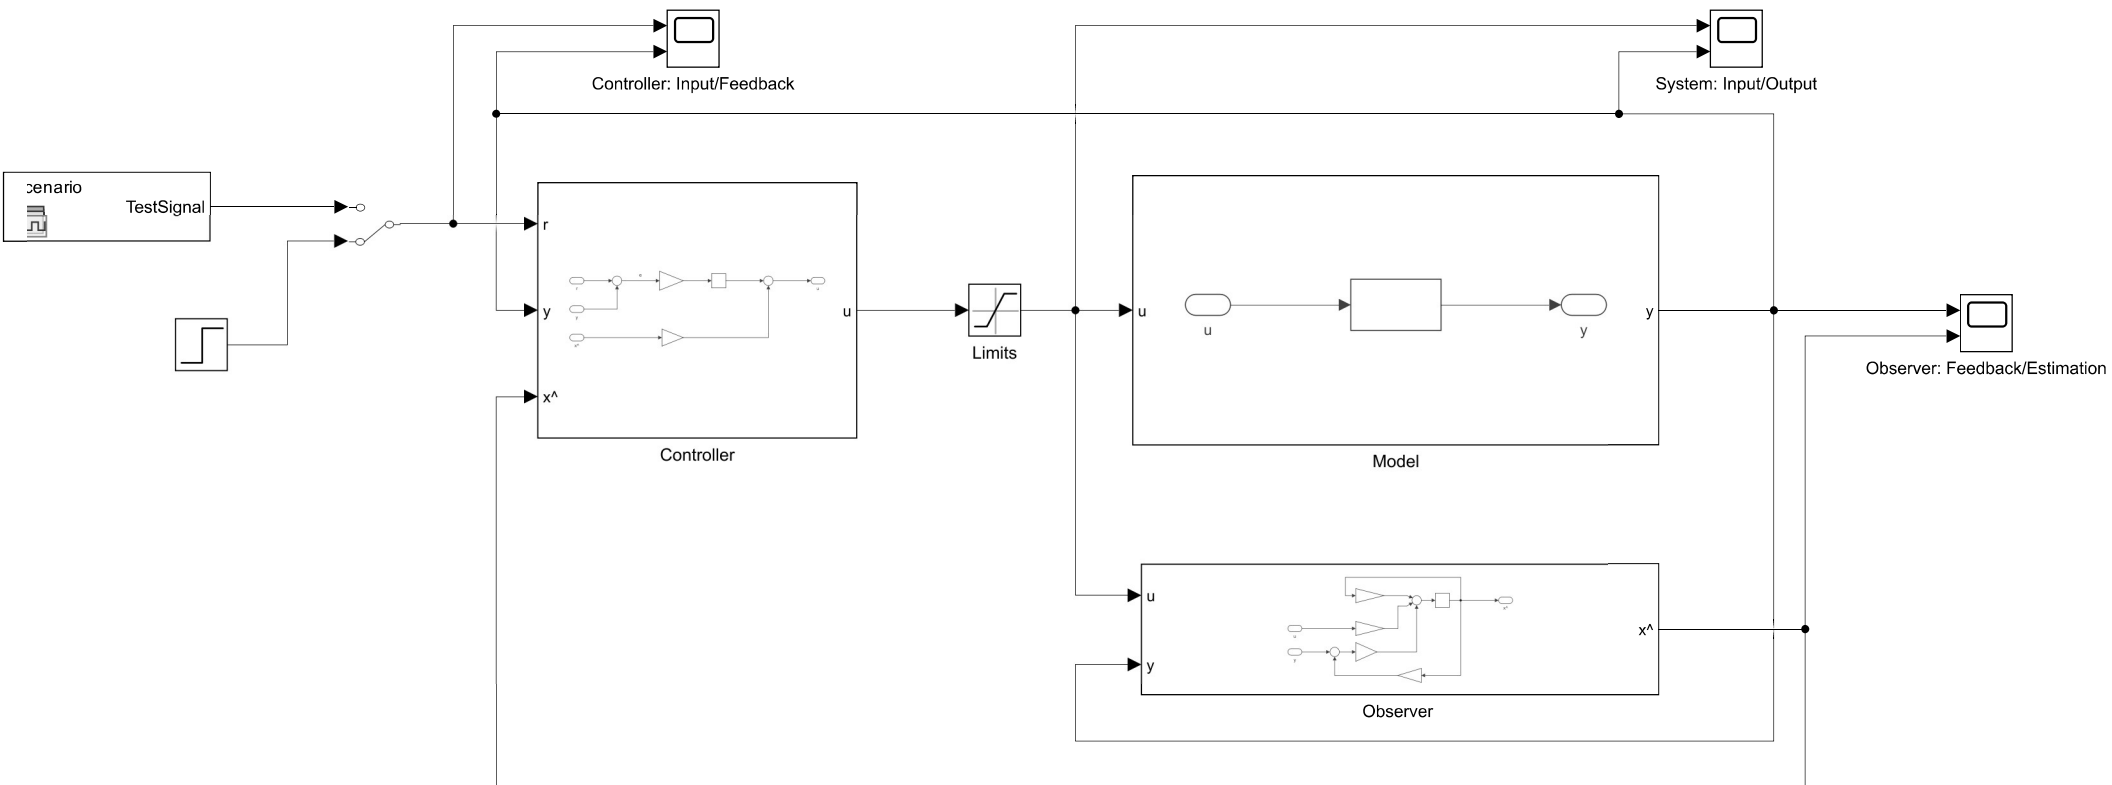 Controller: Input/Feedback
System: Input/Output
cenario
TestSignal
r
y
x^
u
Controller
Limits
u
u
y
y
Model
Observer: Feedback/Estimation
u
y
x^
Observer